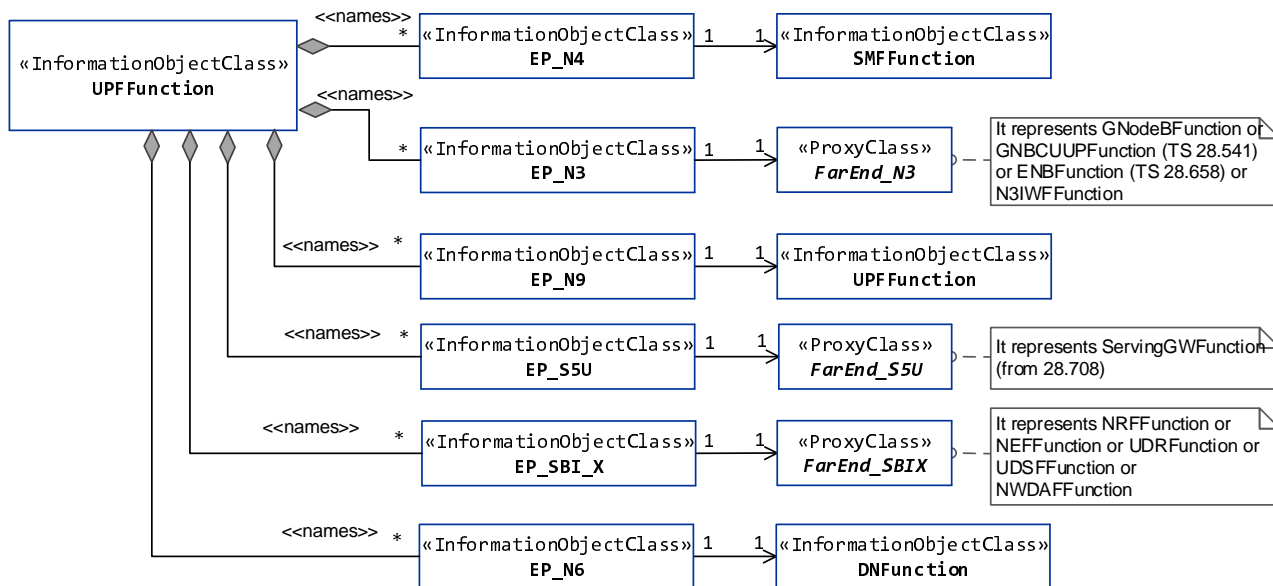 «InformationObjectClass»
UPFFunction
<<names>>
*
«InformationObjectClass»
EP_N4
1
1
«InformationObjectClass»
SMFFunction
<<names>>
*
«InformationObjectClass»
EP_N3
1
1
«ProxyClass»
FarEnd_N3
It represents GNodeBFunction or
GNBCUUPFunction (TS 28.541)
or ENBFunction (TS 28.658) or
N3IWFFunction
<<names>>
*
«InformationObjectClass»
EP_N9
1
1
«InformationObjectClass»
UPFFunction
<<names>>
*
«InformationObjectClass»
EP_S5U
1
1
«ProxyClass»
FarEnd_S5U
It represents ServingGWFunction
(from 28.708)
<<names>>
*
«InformationObjectClass»
EP_SBI_X
1
1
«ProxyClass»
FarEnd_SBIX
It represents NRFFunction or
NEFFunction or UDRFunction or
UDSFFunction or
NWDAFFunction
<<names>>
*
«InformationObjectClass»
EP_N6
1
1
«InformationObjectClass»
DNFunction